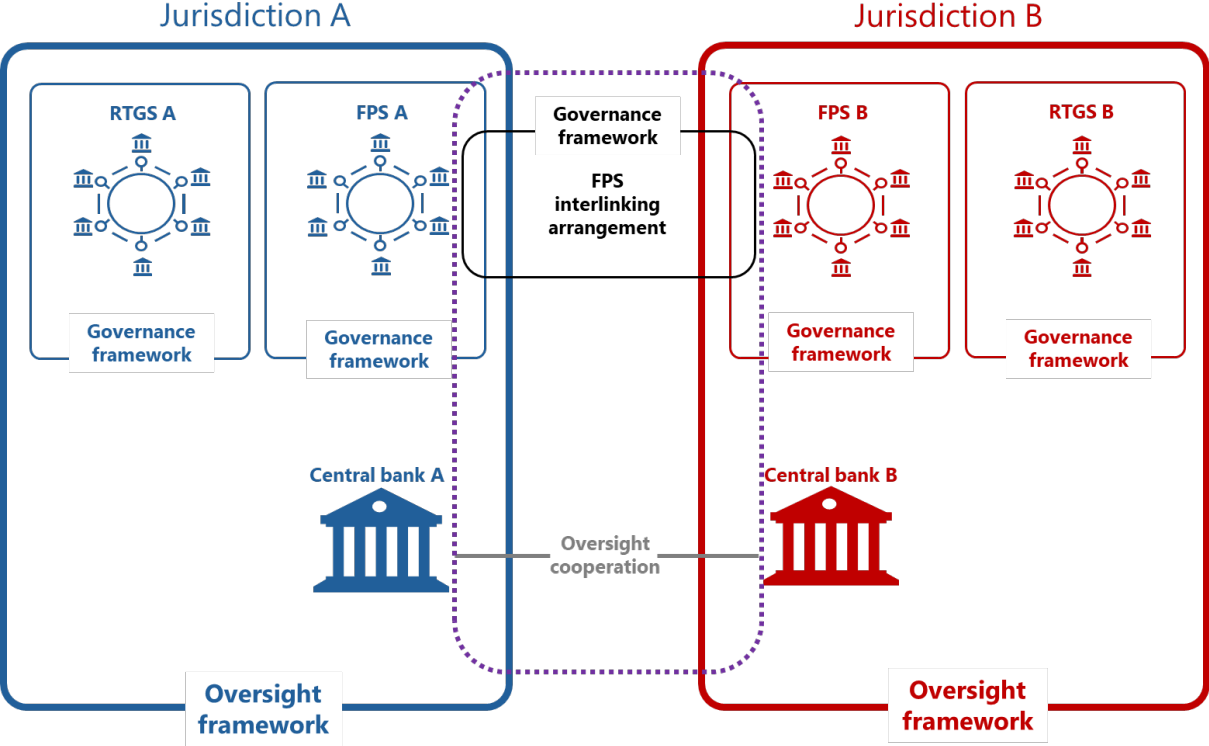 Jurisdiction A
Jurisdiction B
RTGS A
FPS A
Governance
framework
FPS
interlinking
arrangement
FPS B
RTGS B
Governance
framework
Governance
framework
Governance
framework
Governance
framework
Central bank A
Central bank B
Oversight
cooperation
Oversight
framework
Oversight
framework